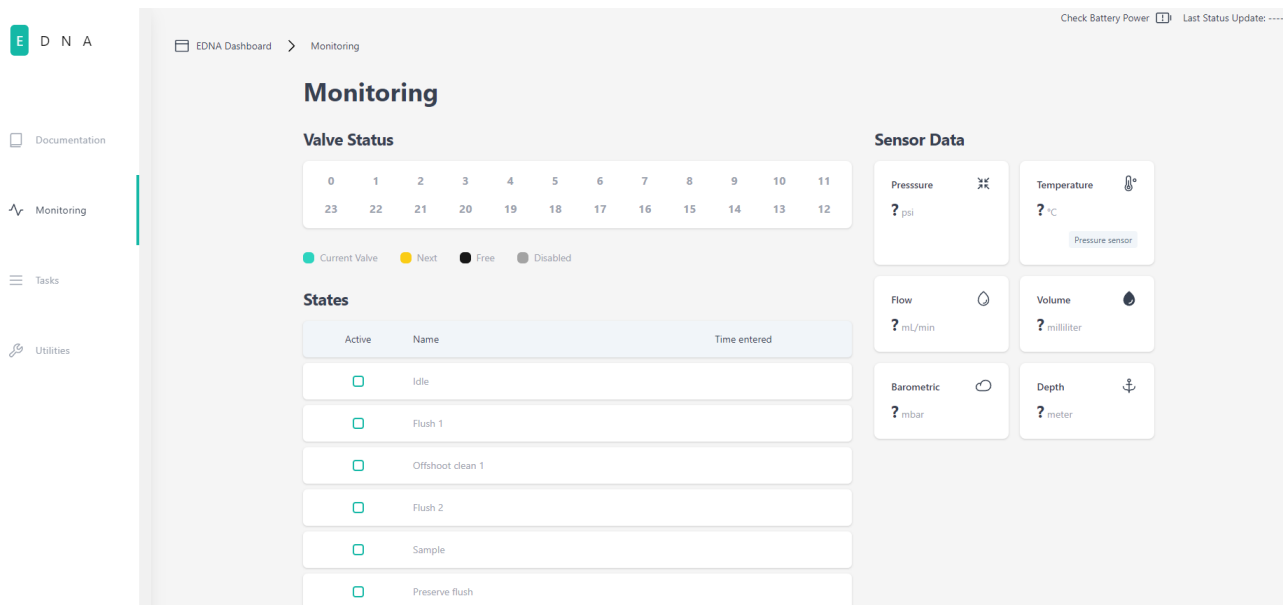 Check Battery Power Last Status Update: ----
E D N A
EDNA Dashboard Monitoring
Documentation
Monitoring
Tasks
Utilities
Monitoring
Valve Status
0 1 2 3 4 5 6 7 8 9 10 11
23 22 21 20 19 18 17 16 15 14 13 12
Current Valve Next Free Disabled
States
Active Name Time entered
Idle
Flush 1
Offshoot clean 1
Flush 2
Sample
Preserve flush
Sensor Data
Presssure
? psi
Temperature
? °C
Pressure sensor
Flow
? mL/min
Volume
? milliliter
Barometric
? mbar
Depth
? meter